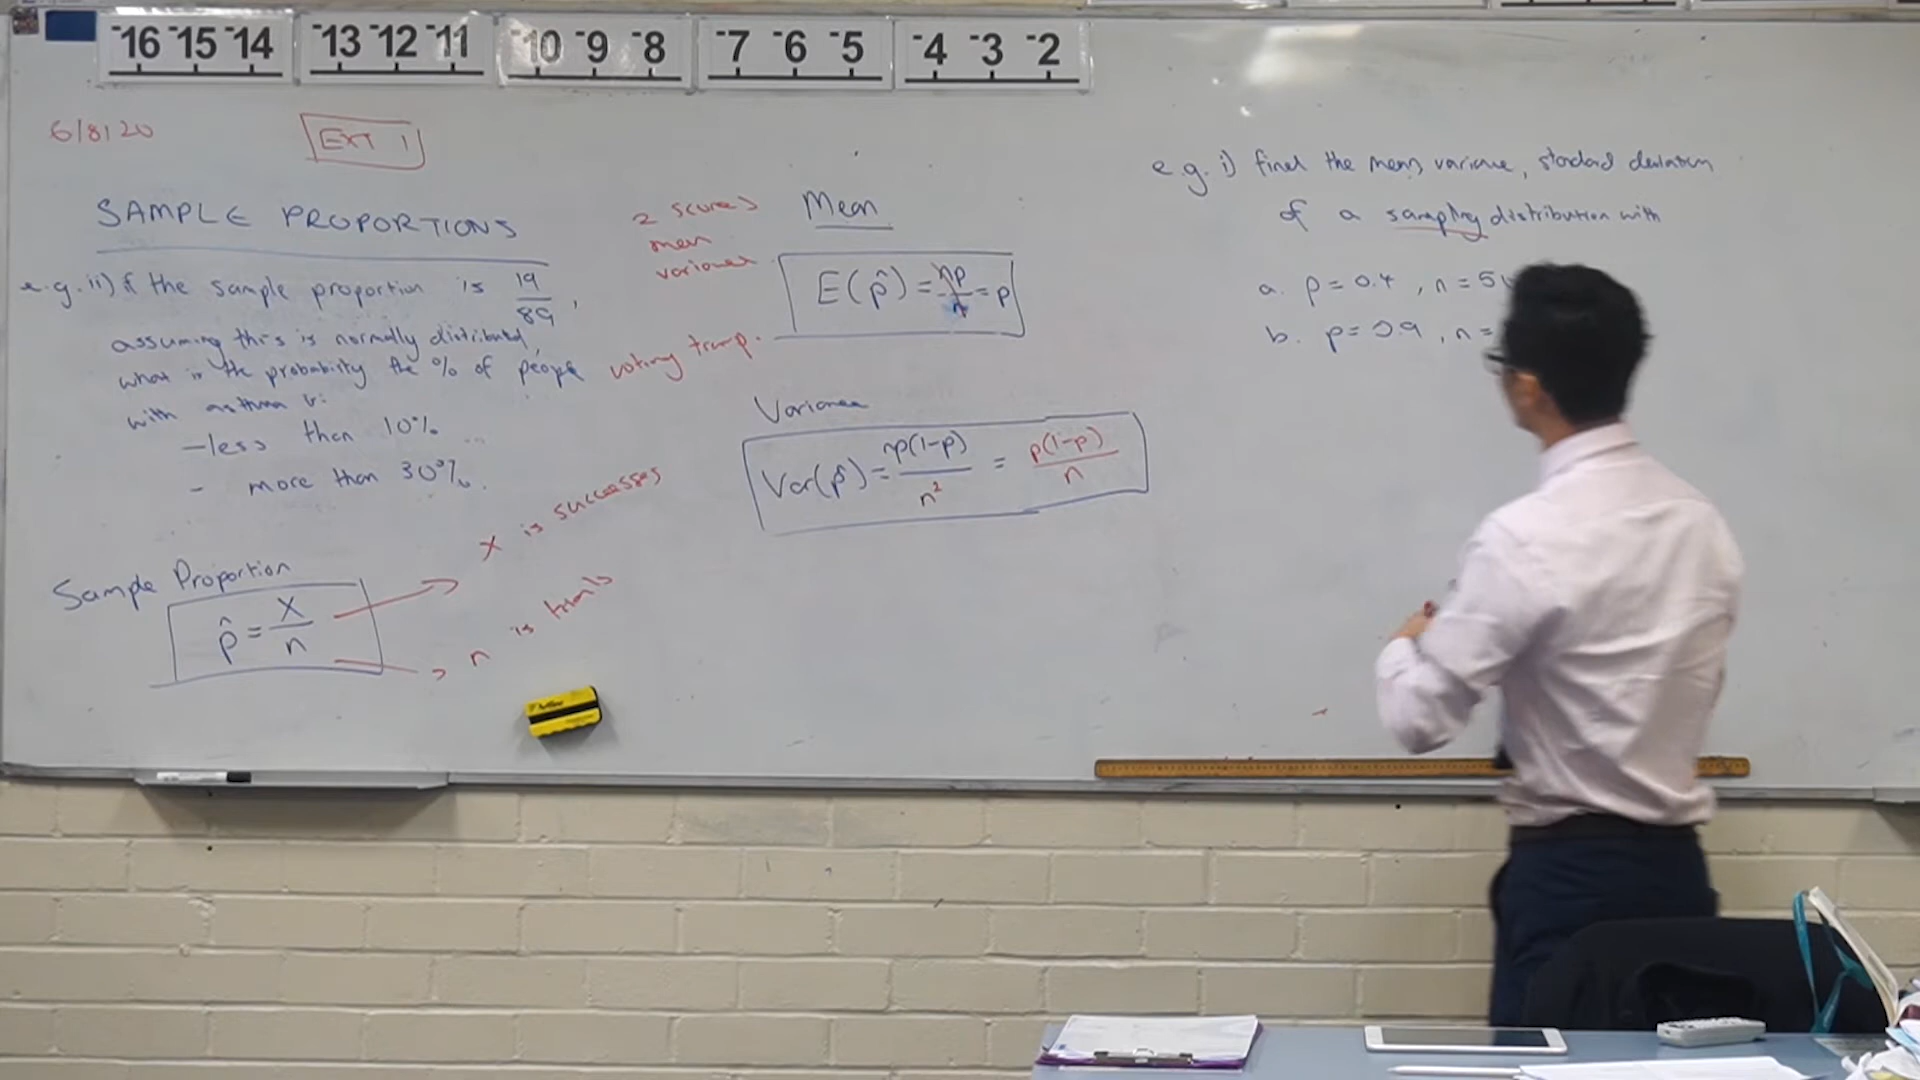 -16 -15 -14 -13 -12 -11 -10 -9 -8 -7 -6 -5 -4 -3 -2
6/8/20
EXT 1
SAMPLE PROPORTIONS
e.g. ii) if the sample proportion is 19/89,
assuming this is normally distributed,
what is the probability the % of people
with asthma is:
- less than 10%
- more than 30%.
Sample Proportion
p̂ = X/n
X is successes
n is trials
2 scores
mean
variance
voting trump.
Mean
E(p̂) = np/n = p
Variance
Var(p̂) = np(1-p)/n² = p(1-p)/n
e.g. i) find the mean, variance, standard deviation
of a sampling distribution with
a. p = 0.4, n = 5
b. p = 0.9, n =